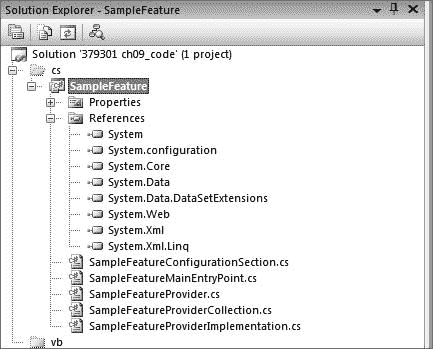 Solution Explorer - SampleFeature
Solution '379301 ch09_code' (1 project)
cs
SampleFeature
Properties
References
System
System.configuration
System.Core
System.Data
System.Data.DataSetExtensions
System.Web
System.Xml
System.Xml.Linq
SampleFeatureConfigurationSection.cs
SampleFeatureMainEntryPoint.cs
SampleFeatureProvider.cs
SampleFeatureProviderCollection.cs
SampleFeatureProviderImplementation.cs
vb